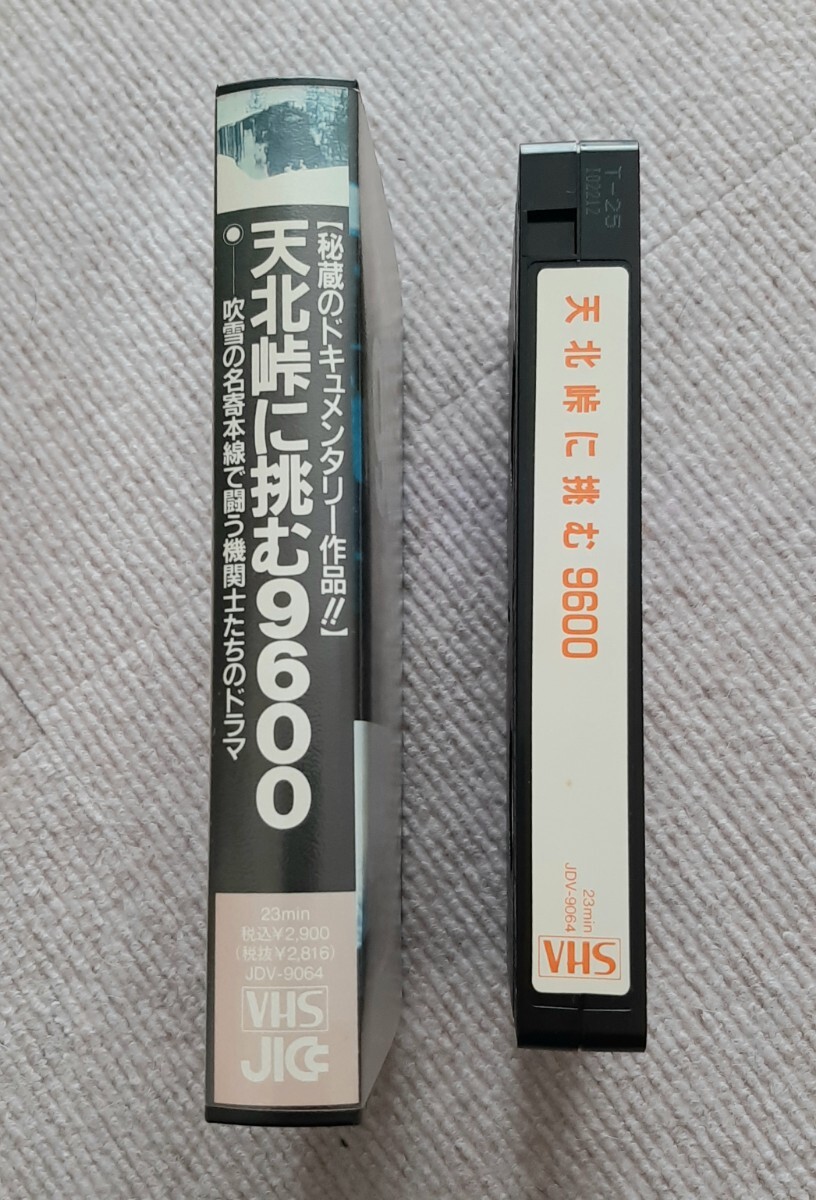 【秘蔵のドキュメンタリー作品!!】
天北峠に挑む9600
●――吹雪の名寄本線で闘う機関士たちのドラマ
23min
税込¥2,900
(税抜¥2,816)
JDV-9064
VHS
JIC
T-25
102212
天北峠に挑む9600
23min
JDV-9064
VHS